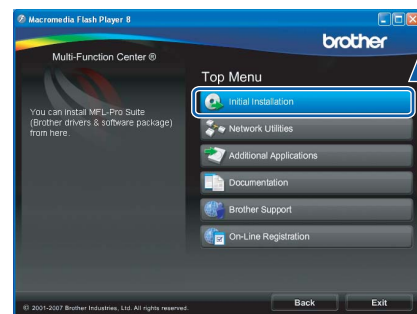 Macromedia Flash Player 8
brother
Multi-Function Center ®
Top Menu
You can install MFL-Pro Suite
(Brother drivers & software package)
from here.
Initial Installation
Network Utilities
Additional Applications
Documentation
Brother Support
On-Line Registration
© 2001-2007 Brother Industries, Ltd. All rights reserved.
Back
Exit